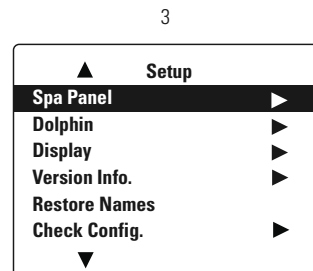 3
Setup
Spa Panel
Dolphin
Display
Version Info.
Restore Names
Check Config.